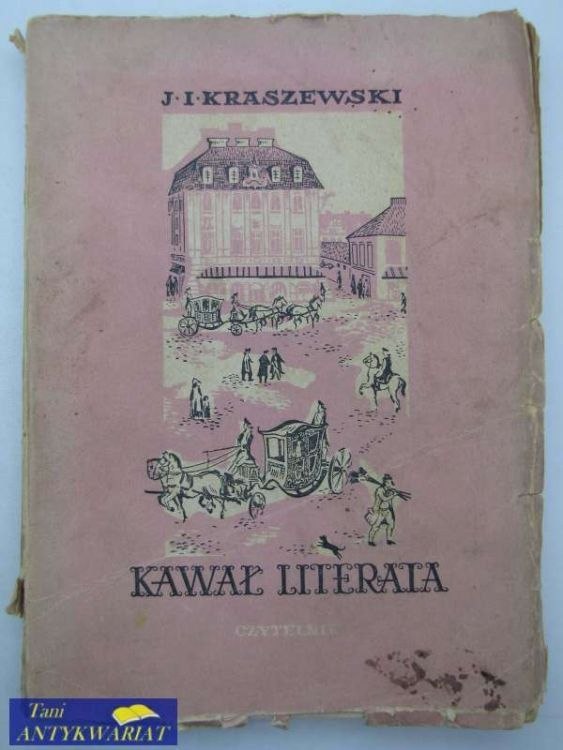 J·I·KRASZEWSKI
KAWAŁ LITERATA
CZYTELNIK
Tani
ANTYKWARIAT